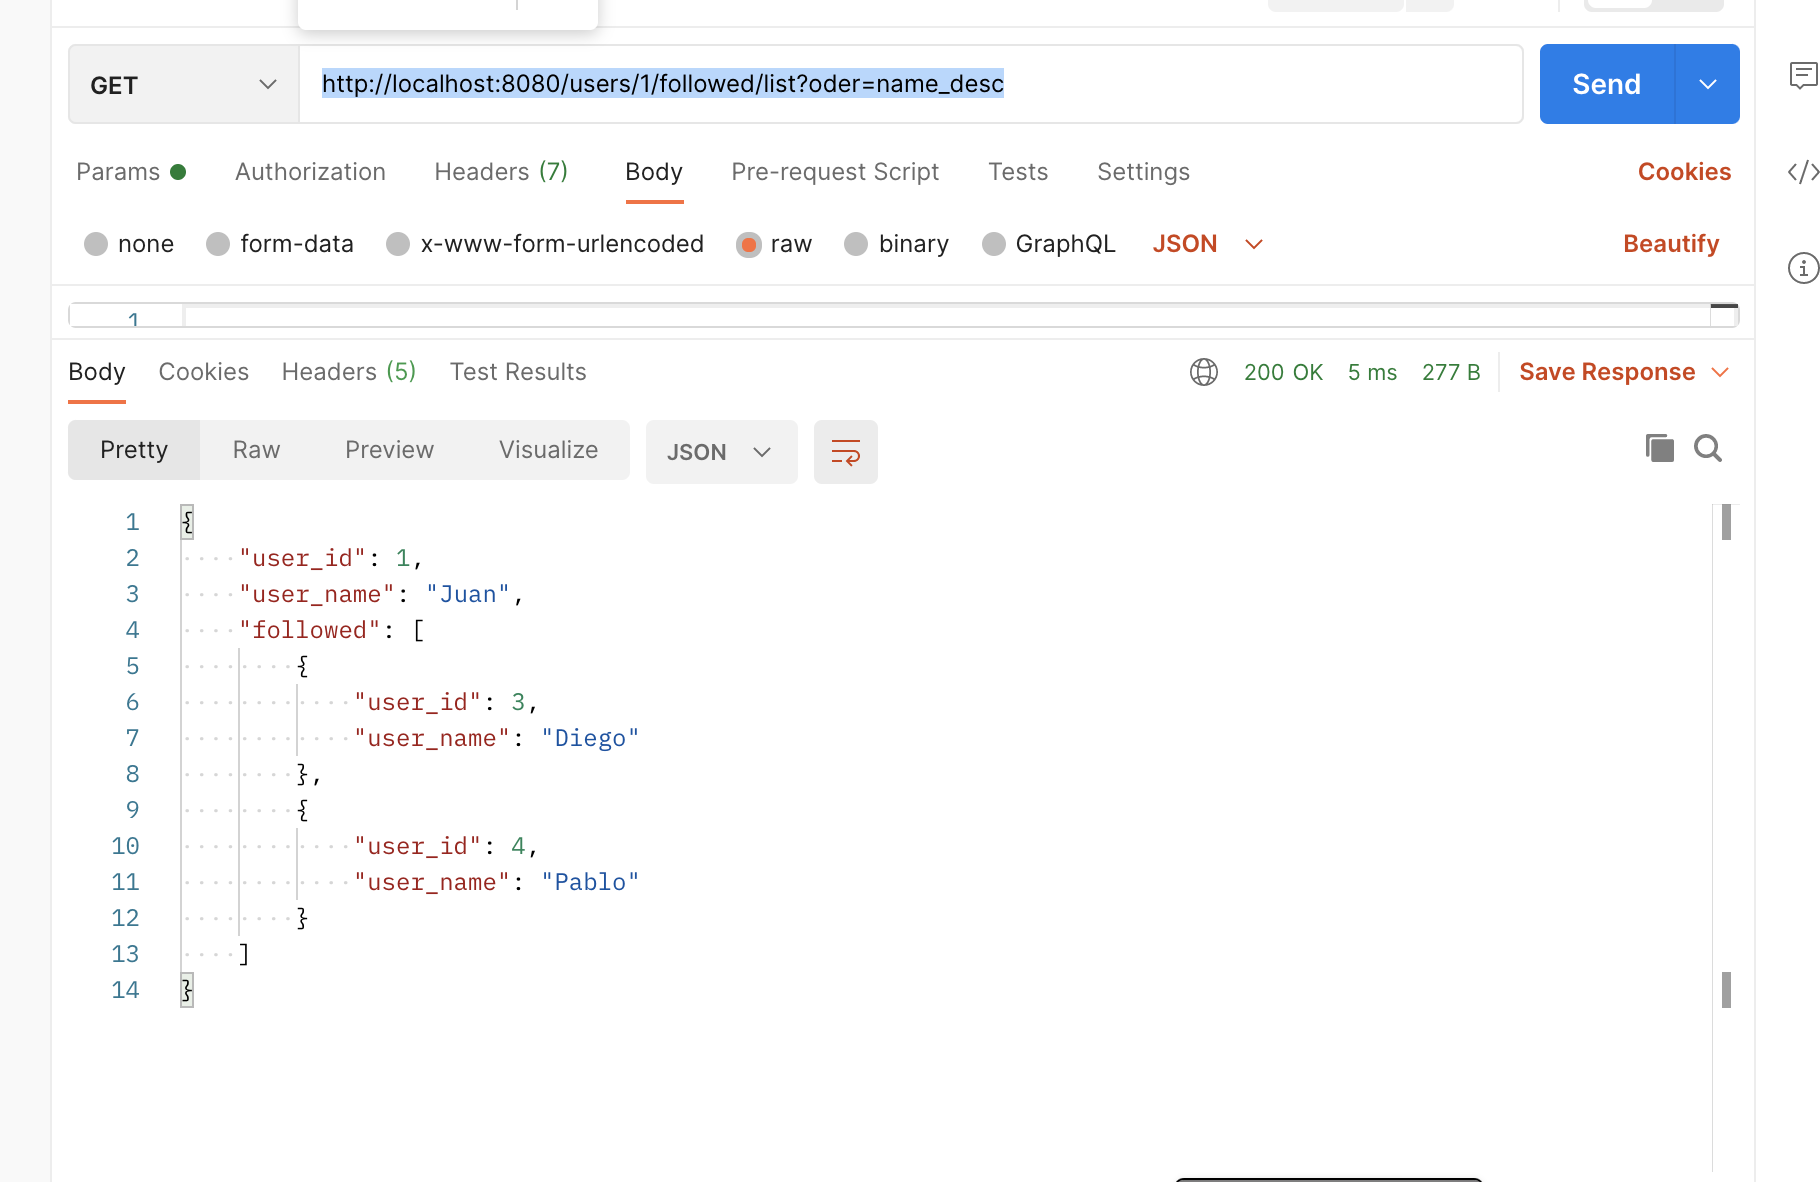 GET http://localhost:8080/users/1/followed/list?oder=name_desc Send
Params Authorization Headers (7) Body Pre-request Script Tests Settings Cookies
none form-data x-www-form-urlencoded raw binary GraphQL JSON Beautify
1
Body Cookies Headers (5) Test Results 200 OK 5 ms 277 B Save Response
Pretty Raw Preview Visualize JSON
1 {
2 "user_id": 1,
3 "user_name": "Juan",
4 "followed": [
5 {
6 "user_id": 3,
7 "user_name": "Diego"
8 },
9 {
10 "user_id": 4,
11 "user_name": "Pablo"
12 }
13 ]
14 }